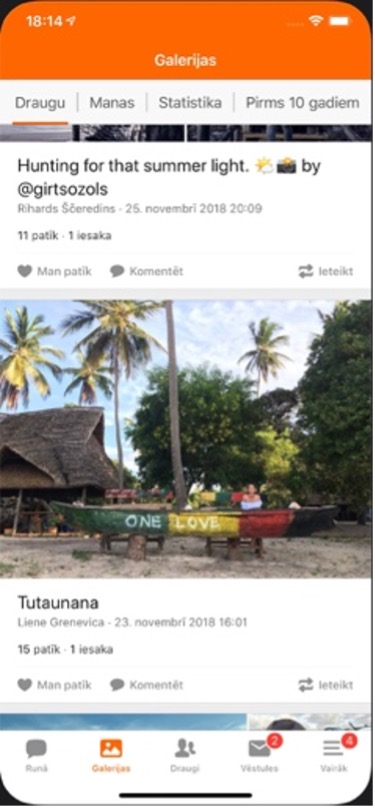 18:14
Galerijas
Draugu Manas Statistika Pirms 10 gadiem
Hunting for that summer light. 🌤️📸 by
@girtsozols
Rihards Ščeredins · 25. novembrī 2018 20:09
11 patīk · 1 iesaka
Man patīk Komentēt Ieteikt
ONE LOVE
Tutaunana
Liene Grenevica · 23. novembrī 2018 16:01
15 patīk · 1 iesaka
Man patīk Komentēt Ieteikt
2 4
Runā Galerijas Draugi Vēstules Vairāk